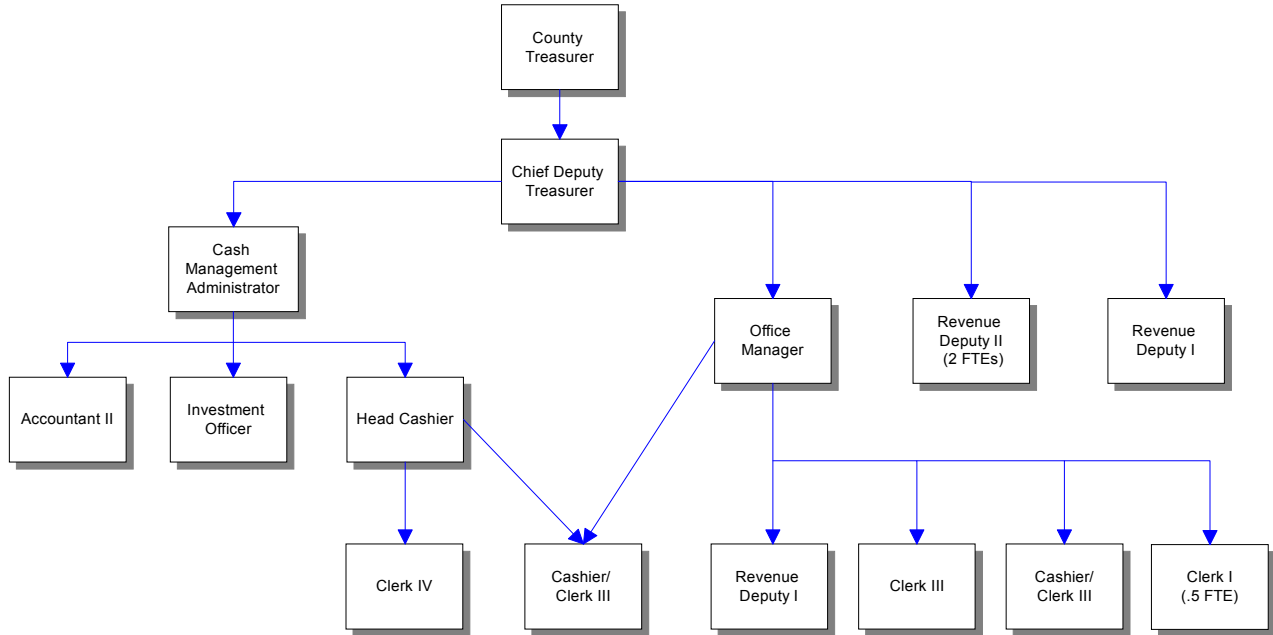 County
Treasurer
Chief Deputy
Treasurer
Cash
Management
Administrator
Office
Manager
Revenue
Deputy II
(2 FTEs)
Revenue
Deputy I
Accountant II
Investment
Officer
Head Cashier
Clerk IV
Cashier/
Clerk III
Revenue
Deputy I
Clerk III
Cashier/
Clerk III
Clerk I
(.5 FTE)